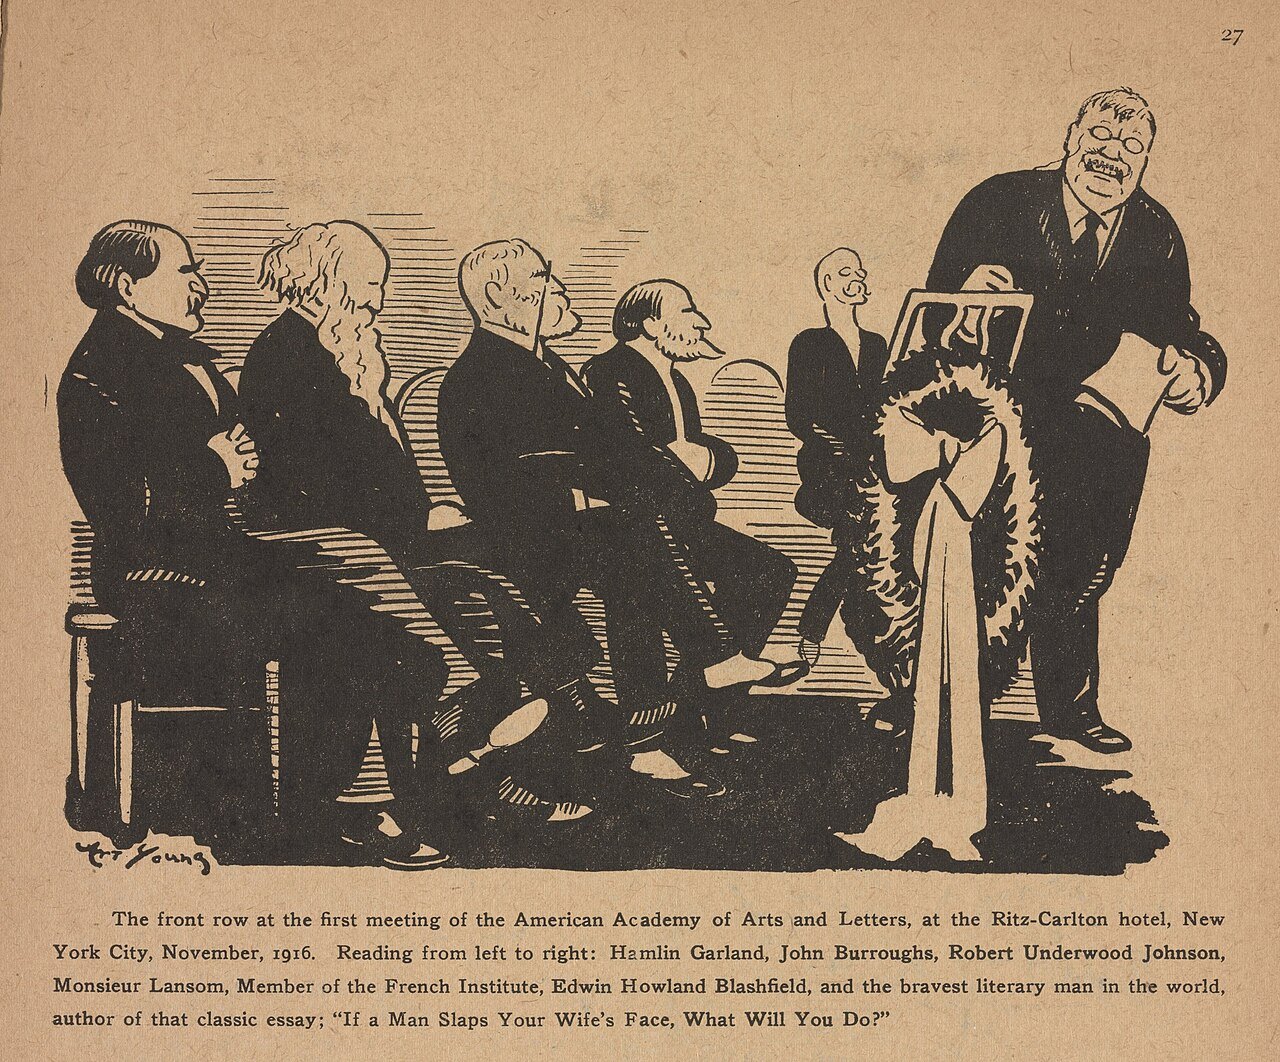 27
Art Young
The front row at the first meeting of the American Academy of Arts and Letters, at the Ritz-Carlton hotel, New
York City, November, 1916. Reading from left to right: Hamlin Garland, John Burroughs, Robert Underwood Johnson,
Monsieur Lansom, Member of the French Institute, Edwin Howland Blashfield, and the bravest literary man in the world,
author of that classic essay; “If a Man Slaps Your Wife’s Face, What Will You Do?”